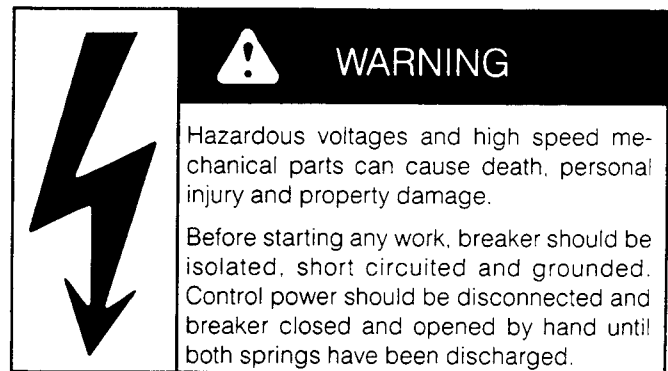 WARNING
Hazardous voltages and high speed me-
chanical parts can cause death, personal
injury and property damage.
Before starting any work, breaker should be
isolated, short circuited and grounded.
Control power should be disconnected and
breaker closed and opened by hand until
both springs have been discharged.